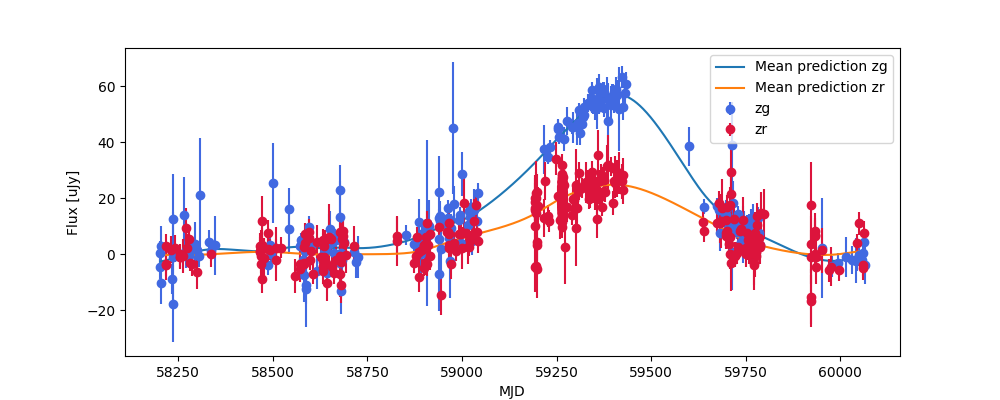 Mean prediction zg
Mean prediction zr
zg
zr
Flux [uJy]
60
40
20
0
−20
58250 58500 58750 59000 59250 59500 59750 60000
MJD